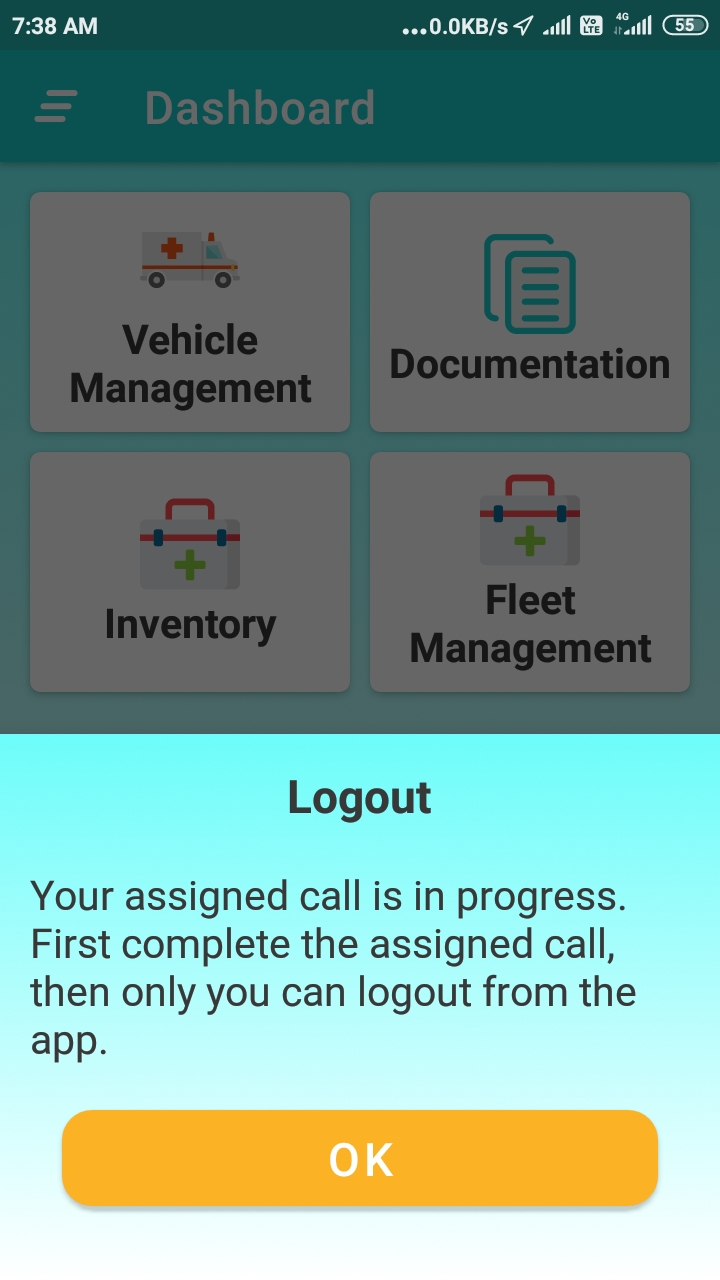 7:38 AM
...0.0KB/s
Vo
LTE
4G
55
Dashboard
Vehicle
Management
Documentation
Inventory
Fleet
Management
Logout
Your assigned call is in progress.
First complete the assigned call,
then only you can logout from the
app.
OK